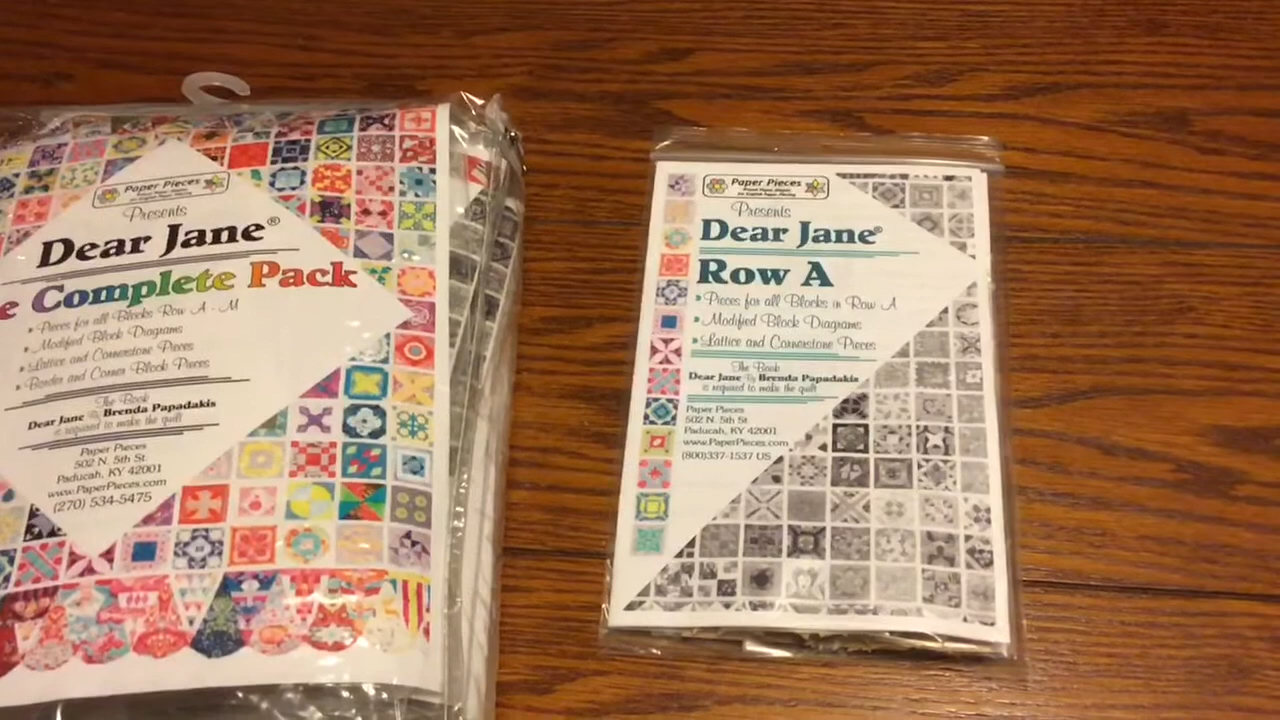 Paper Pieces
Presents
Dear Jane®
e Complete Pack
Pieces for all Blocks Row A - M
Modified Block Diagrams
Lattice and Cornerstone Pieces
Border and Corner Block Pieces
The Book
Dear Jane By Brenda Papadakis
is required to make the quilt
Paper Pieces
502 N. 5th St
Paducah, KY 42001
www.PaperPieces.com
(270) 534-5475
Paper Pieces
Presents
Dear Jane®
Row A
Pieces for all Blocks in Row A
Modified Block Diagrams
Lattice and Cornerstone Pieces
The Book
Dear Jane By Brenda Papadakis
is required to make the quilt
Paper Pieces
502 N. 5th St
Paducah, KY 42001
www.PaperPieces.com
(800)337-1537 US